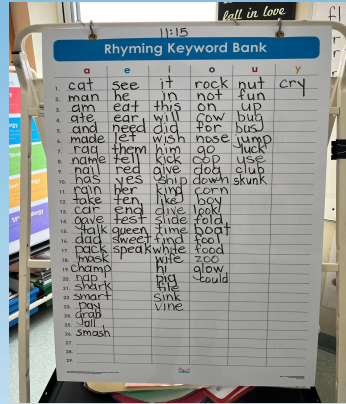 fall in love
11:15
Rhyming Keyword Bank
a e i o u y
1. cat see it rock nut cry
2. man he in not fun
3. am eat this on up
4. ate ear will cow bug
5. and need did for bus
6. made let wish nose jump
7. rag them him go yuck
8. name tell kick cop use
9. nail red give dog club
10. has yes ship down skunk
11. rain her kind corn
12. take ten like boy
13. car end dive look
14. gave test slide fold
15. talk queen time boat
16. dad sweet find fool
17. pack speak white food
18. mask wife zoo
19. champ hi glow
20. nap pig could
21. shark file
22. smart sink
23. pay vine
24. grab
25. all
26. smash
27.
28.
29.